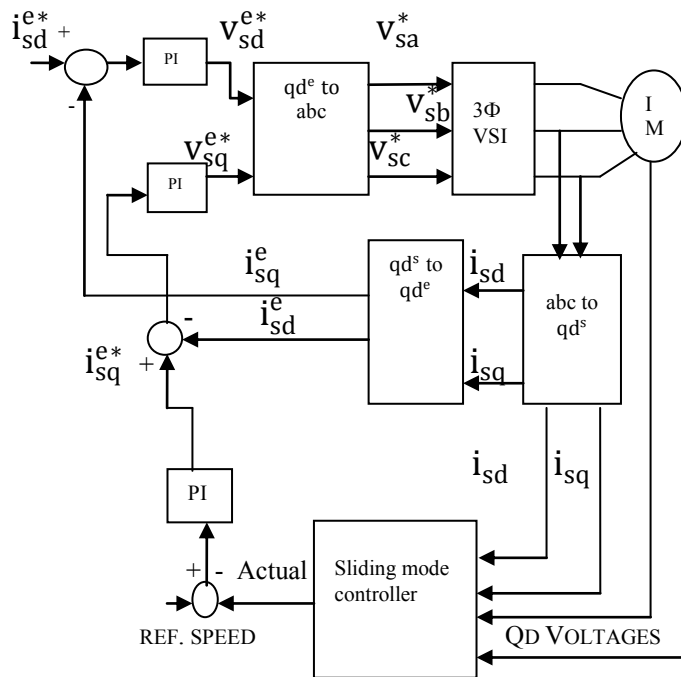 i_sd^e* +
PI
v_sd^e*
v_sa^*
qd^e to
abc
v_sb^*
3Φ
VSI
I
M
-
v_sq^e*
PI
v_sc^*
i_sq^e
qd^s to
qd^e
i_sd
abc to
qd^s
-
i_sd^e
i_sq^e* +
i_sq
i_sd i_sq
PI
+ -
Actual
Sliding mode
controller
REF. SPEED
QD VOLTAGES